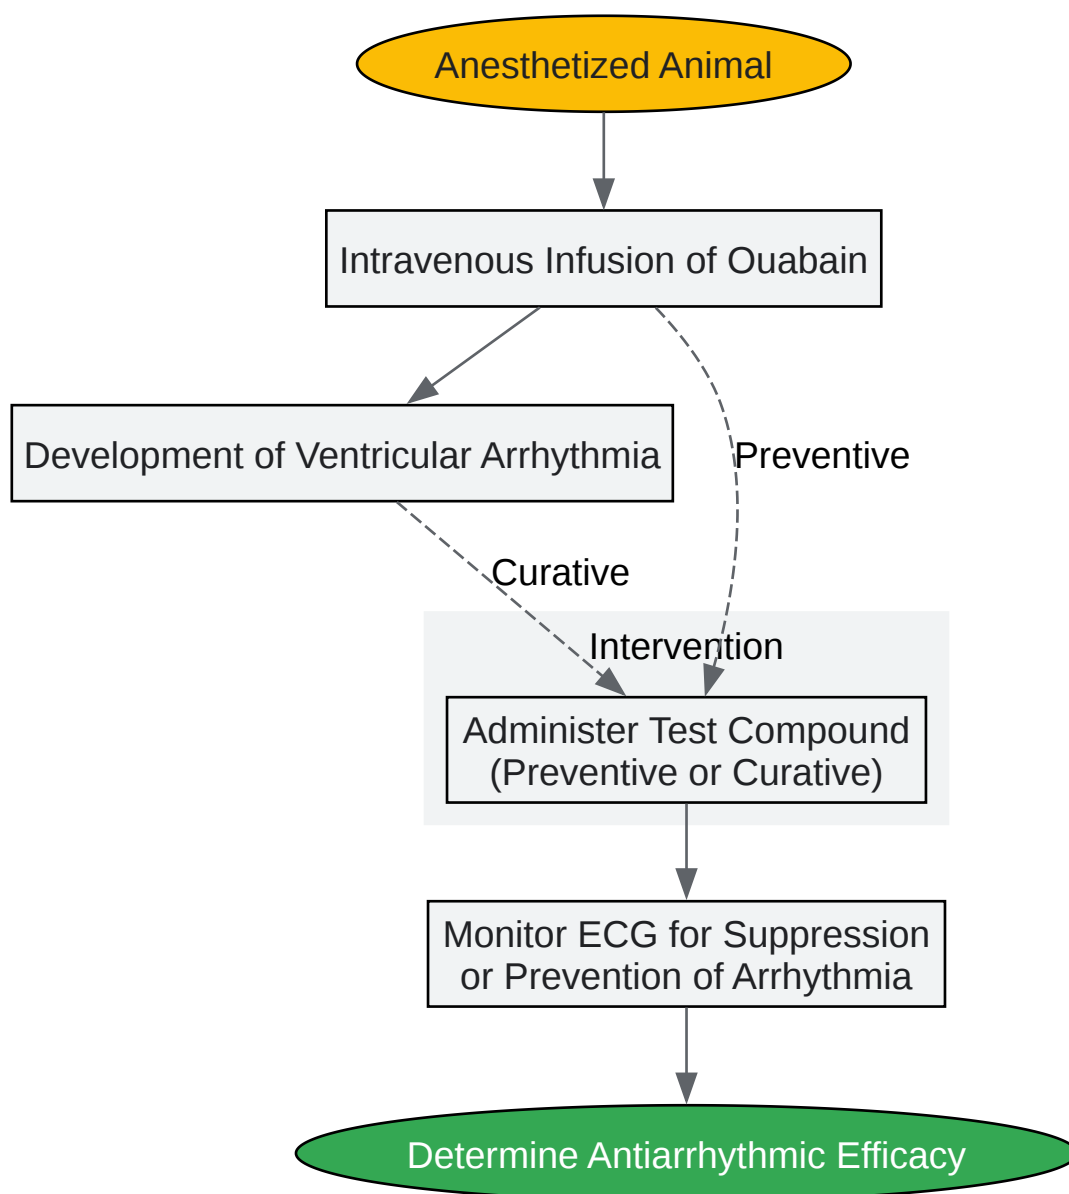 Anesthetized Animal
Intravenous Infusion of Ouabain
Development of Ventricular Arrhythmia
Preventive
Curative
Intervention
Administer Test Compound
(Preventive or Curative)
Monitor ECG for Suppression
or Prevention of Arrhythmia
Determine Antiarrhythmic Efficacy